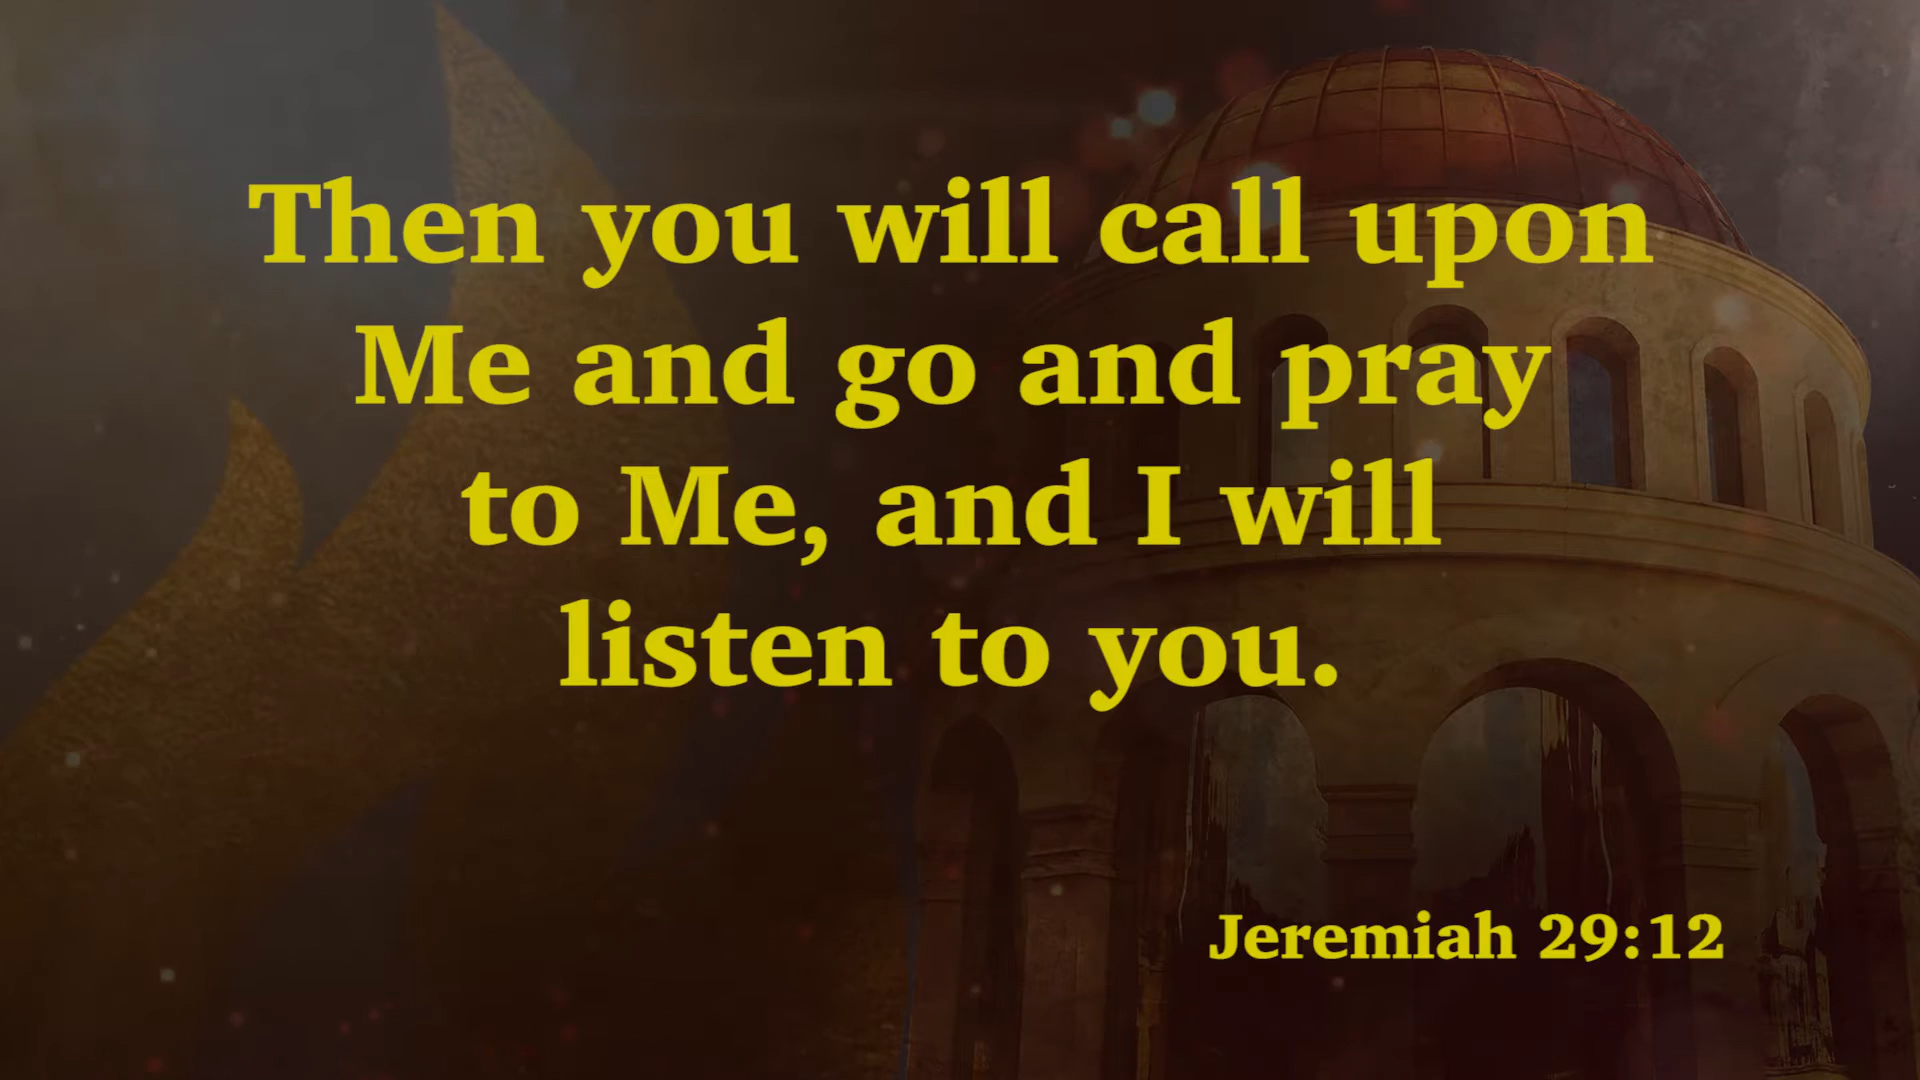 Then you will call upon
Me and go and pray
to Me, and I will
listen to you.
Jeremiah 29:12